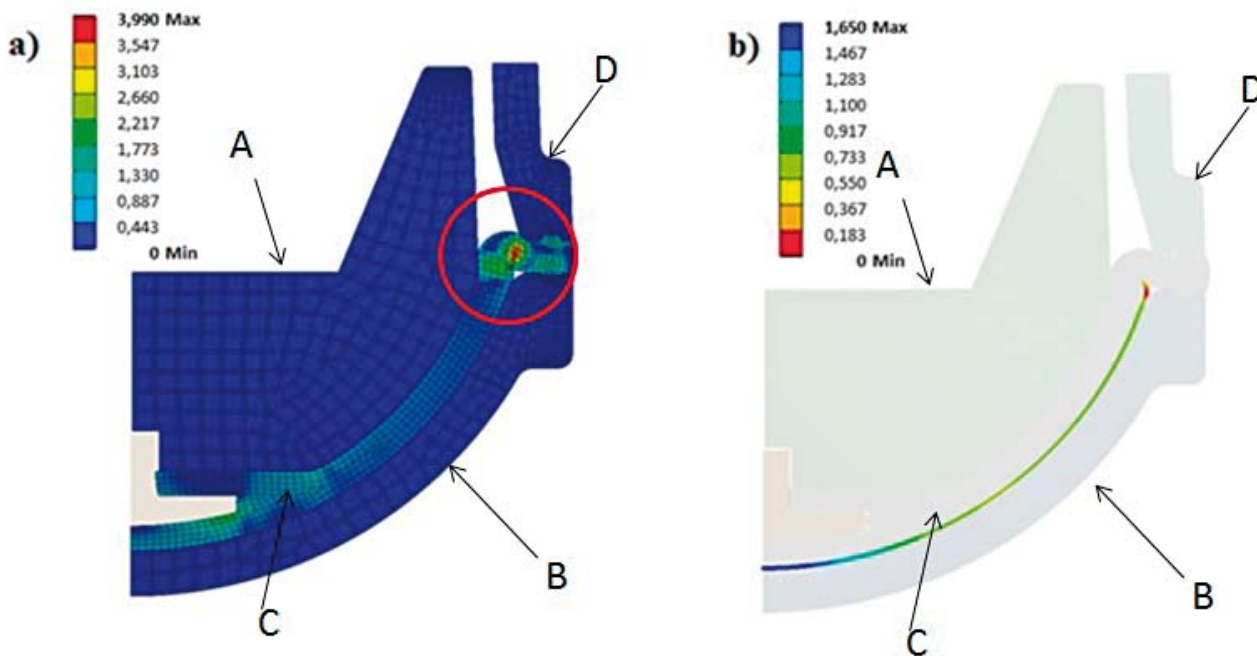 a)
3,990 Max
3,547
3,103
2,660
2,217
1,773
1,330
0,887
0,443
0 Min
A
D
B
C
b)
1,650 Max
1,467
1,283
1,100
0,917
0,733
0,550
0,367
0,183
0 Min
A
D
B
C